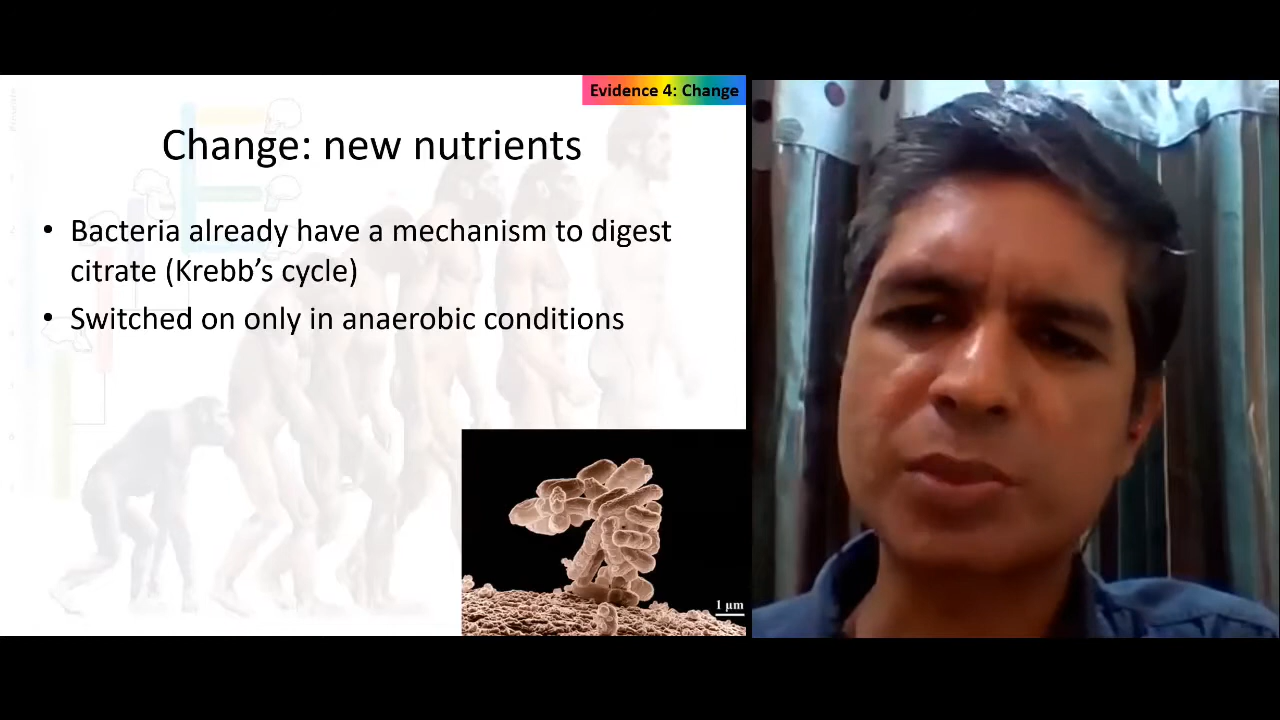 Evidence 4: Change
Change: new nutrients
• Bacteria already have a mechanism to digest
citrate (Krebb’s cycle)
• Switched on only in anaerobic conditions
1 μm